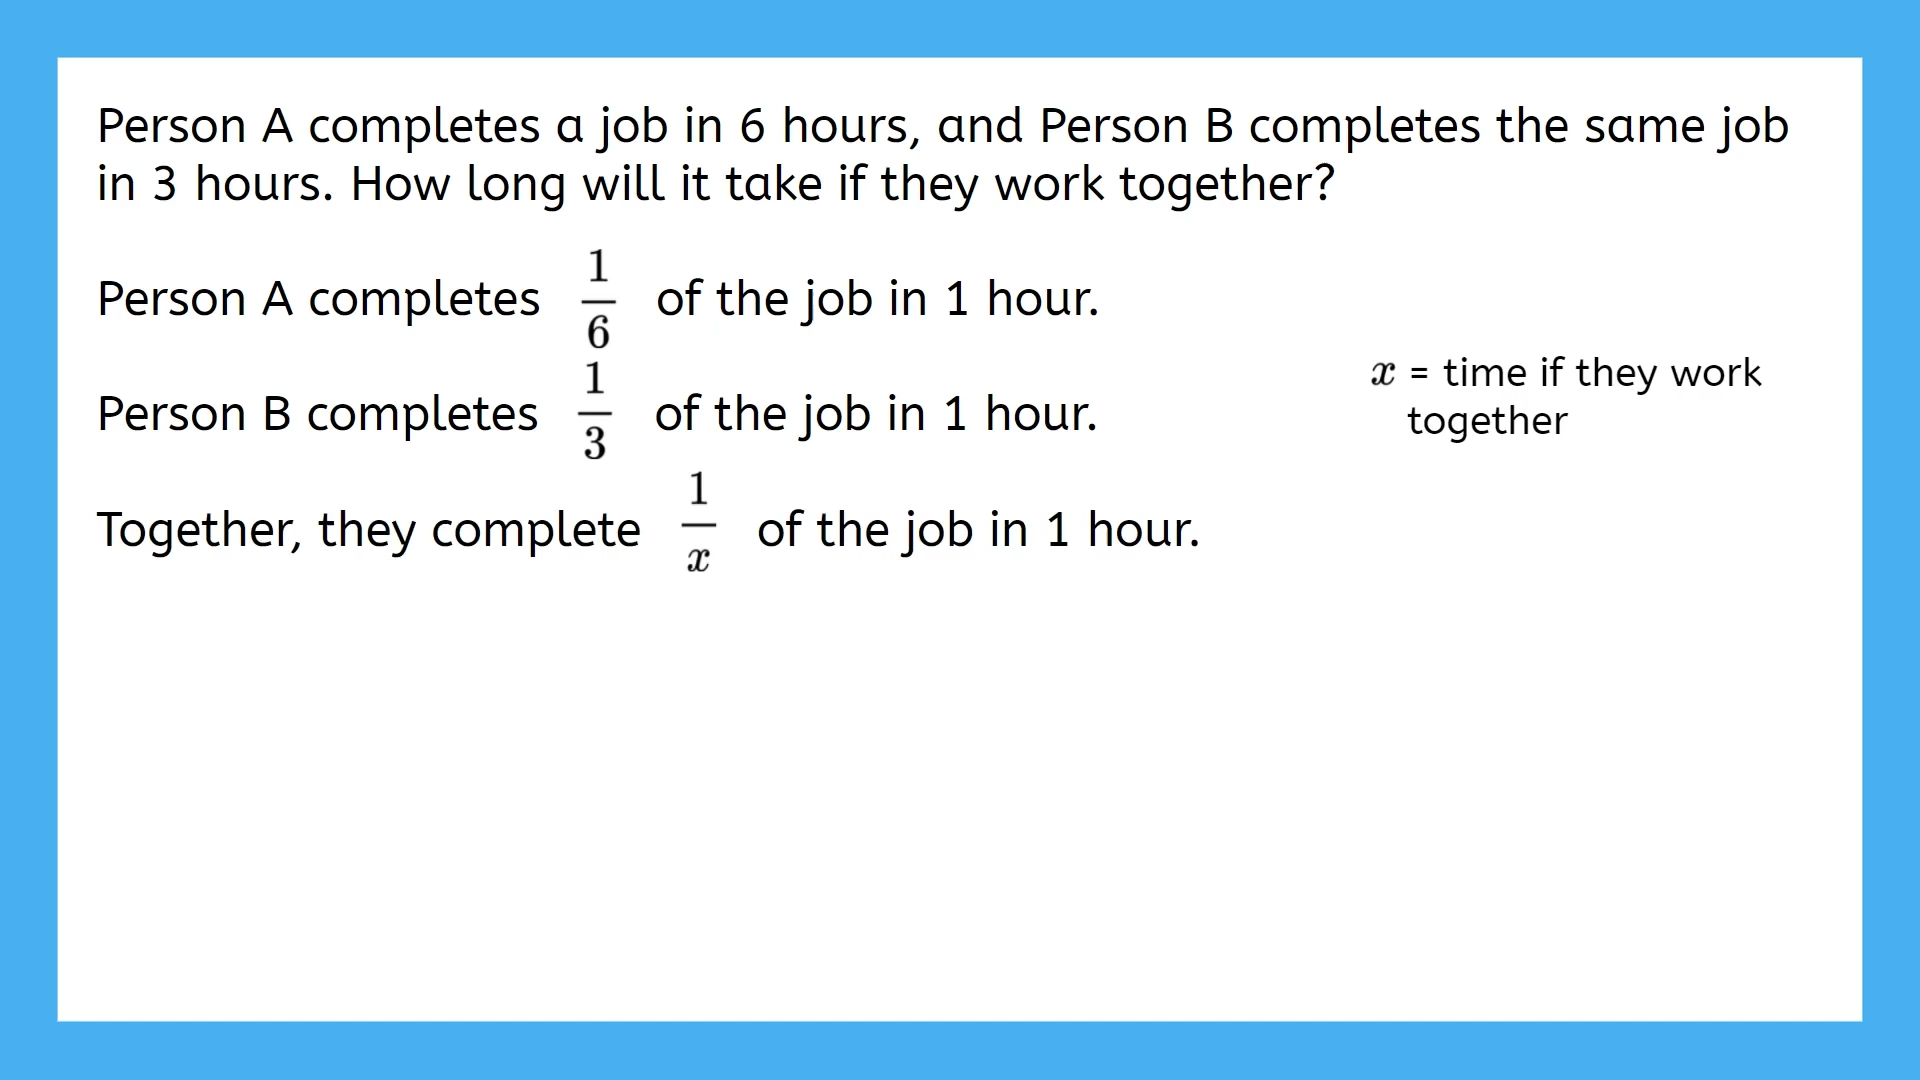 Person A completes a job in 6 hours, and Person B completes the same job
in 3 hours. How long will it take if they work together?
Person A completes 1/6 of the job in 1 hour.
Person B completes 1/3 of the job in 1 hour.
x = time if they work
together
Together, they complete 1/x of the job in 1 hour.